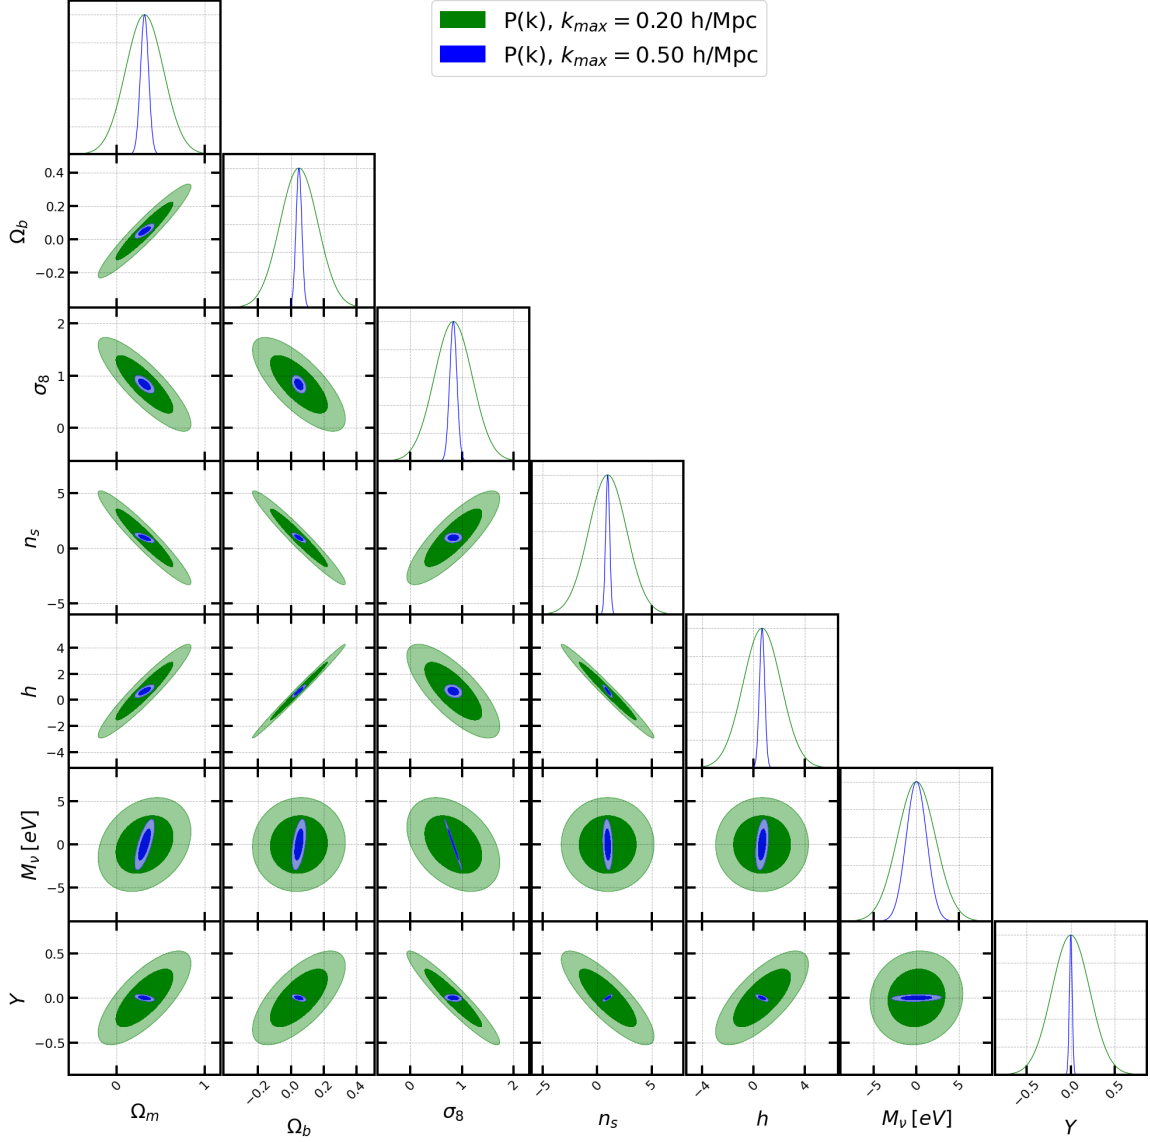 P(k), k_max = 0.20 h/Mpc
P(k), k_max = 0.50 h/Mpc
Ω_b
0.4
0.2
0.0
−0.2
σ_8
2
1
0
n_s
5
0
−5
h
4
2
0
−2
−4
M_ν [eV]
5
0
−5
Y
0.5
0.0
−0.5
0 1
−0.2 0.0 0.2 0.4
0 1 2
−5 0 5
−4 0 4
−5 0 5
−0.5 0.0 0.5
Ω_m Ω_b σ_8 n_s h M_ν [eV] Y